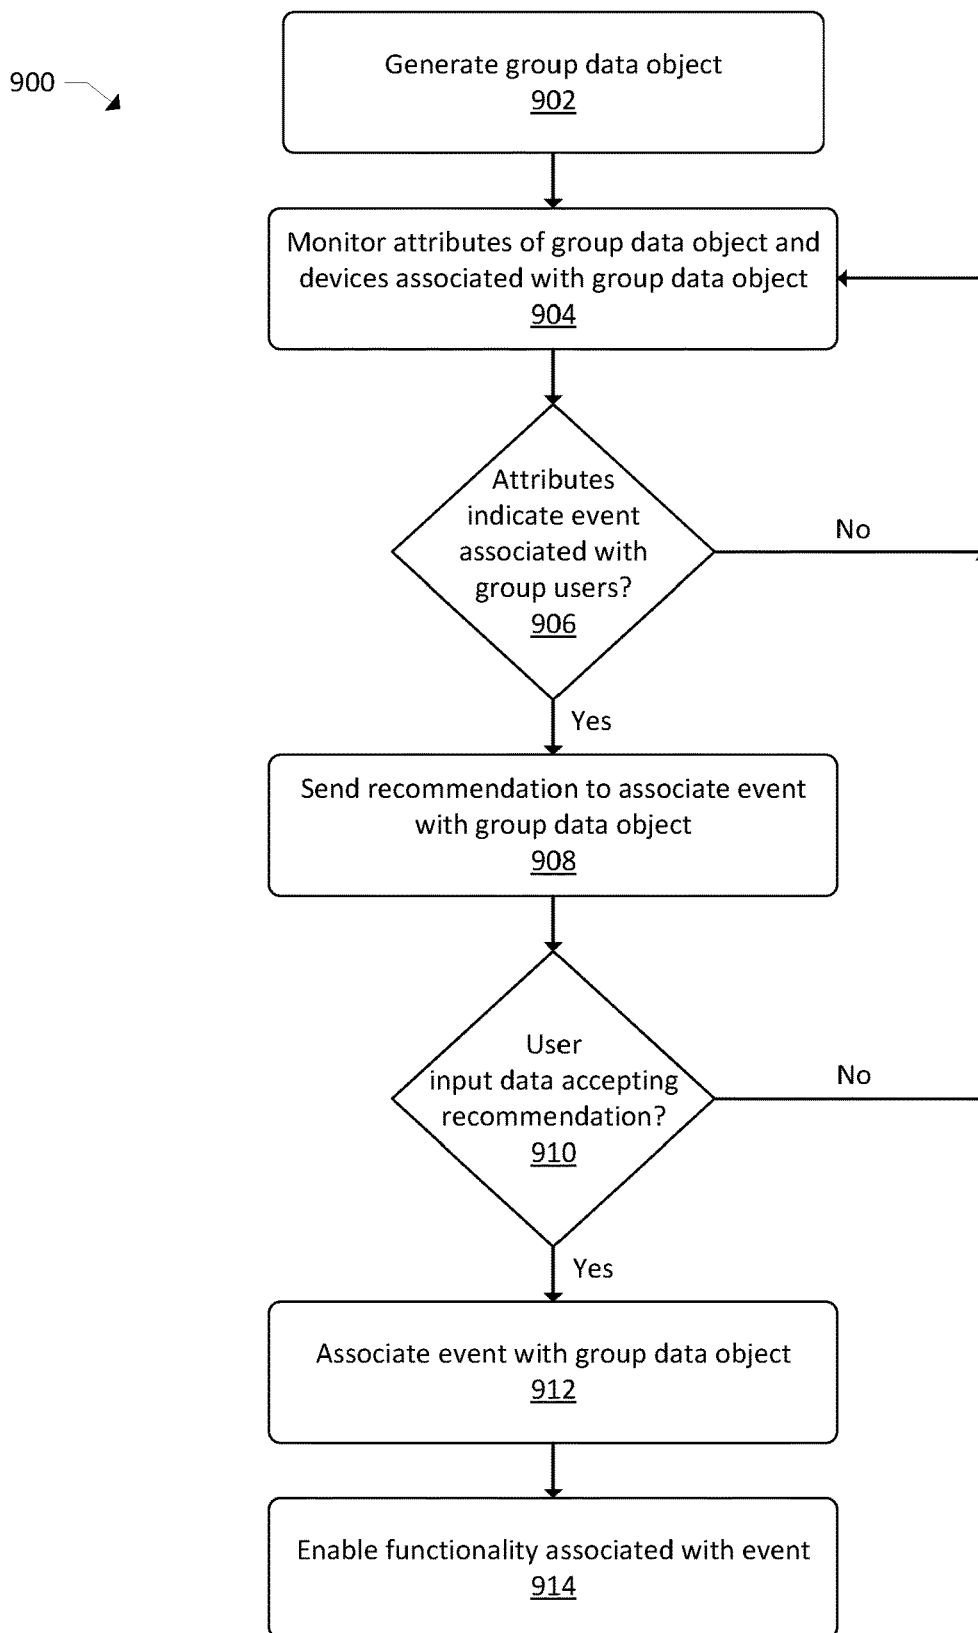 900
Generate group data object
902
Monitor attributes of group data object and
devices associated with group data object
904
Attributes
indicate event
associated with
group users?
906
No
Yes
Send recommendation to associate event
with group data object
908
User
input data accepting
recommendation?
910
No
Yes
Associate event with group data object
912
Enable functionality associated with event
914